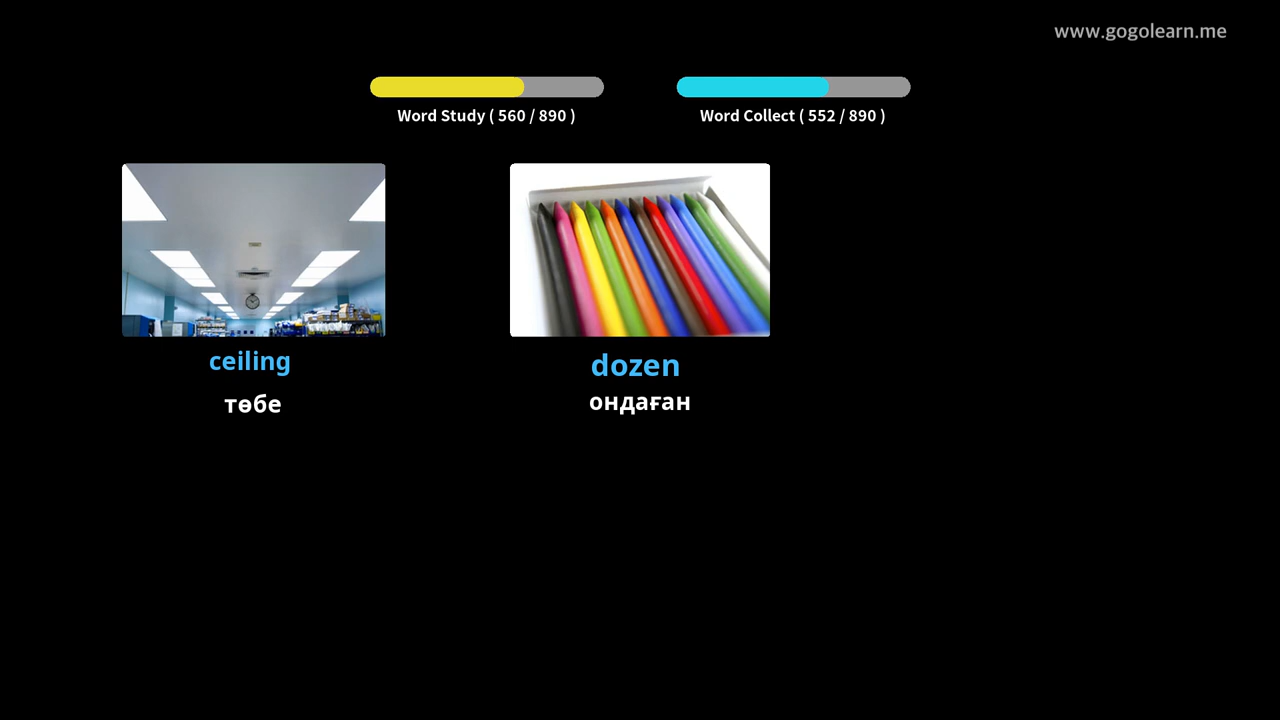 www.gogolearn.me
Word Study ( 560 / 890 )
Word Collect ( 552 / 890 )
ceiling
төбе
dozen
ондаған